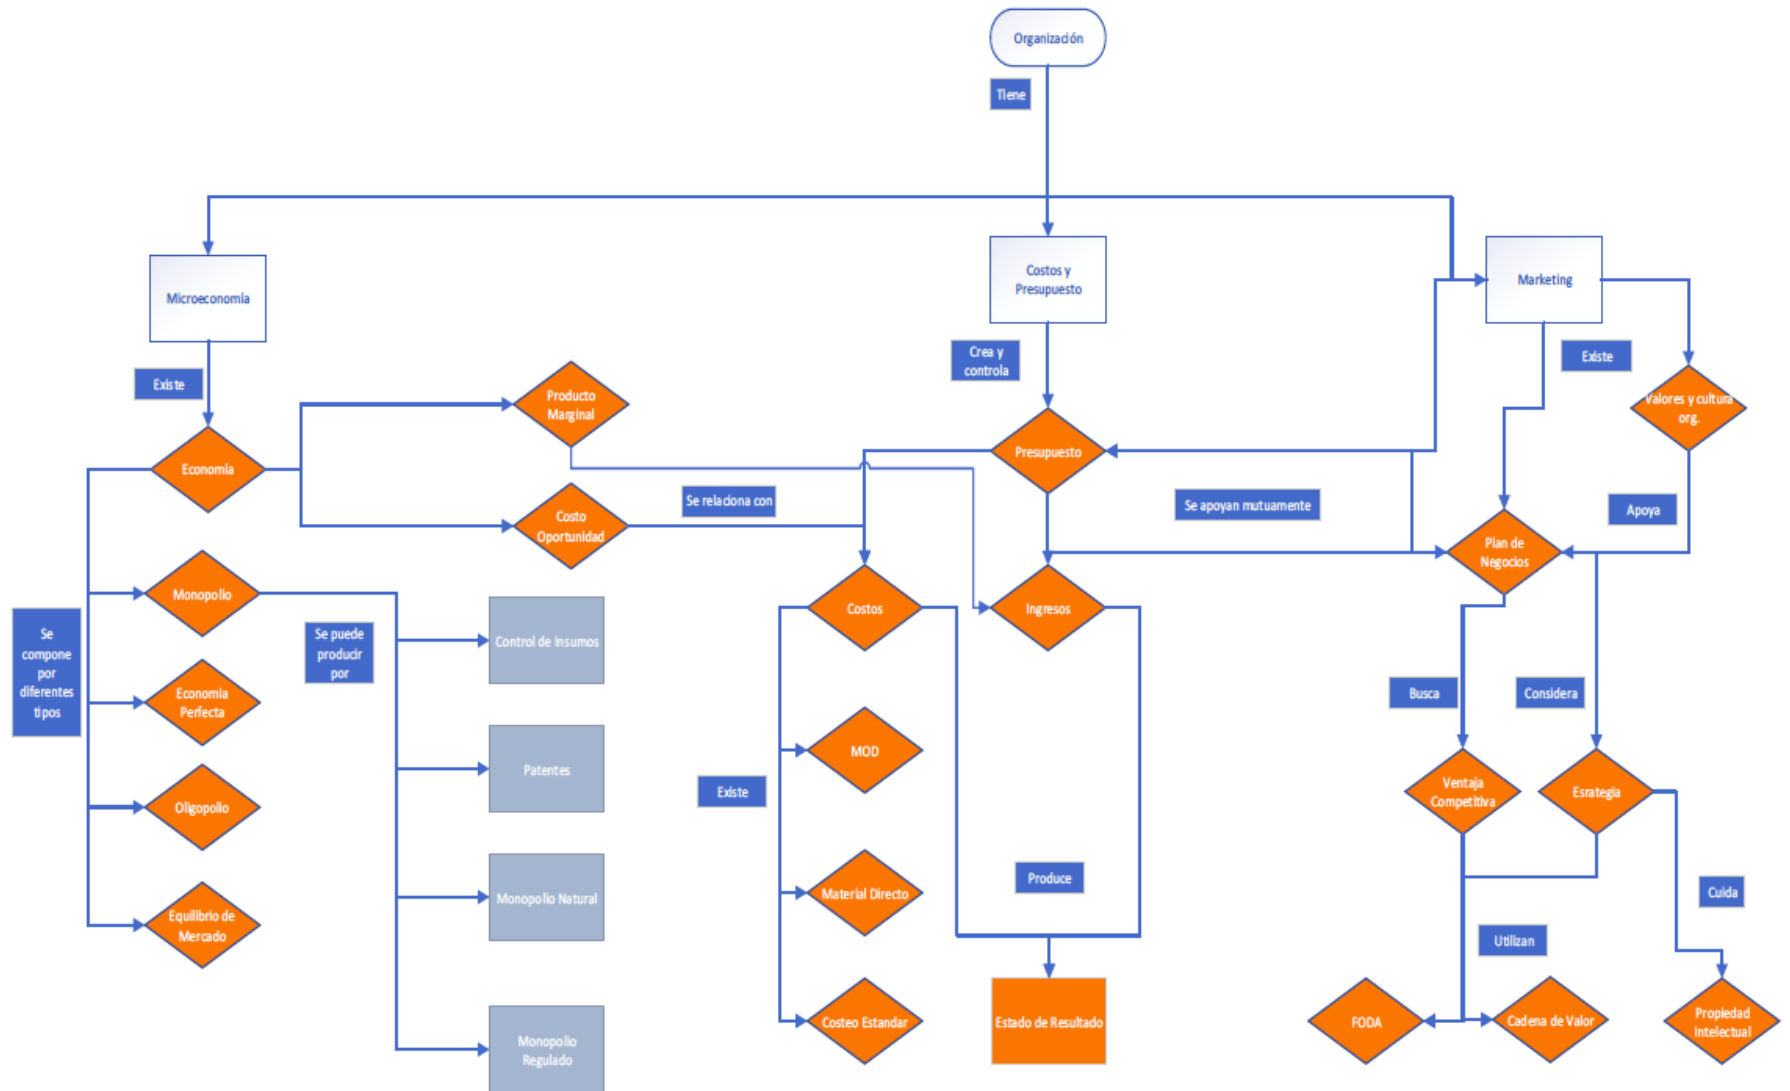 Organización
Tiene
Microeconomía
Costos y
Presupuesto
Marketing
Existe
Crea y
controla
Existe
Producto
Marginal
Valores y cultura
org.
Economía
Presupuesto
Se relaciona con
Se apoyan mutuamente
Apoya
Costo
Oportunidad
Plan de
Negocios
Monopolio
Costos
Ingresos
Se
compone
por
diferentes
tipos
Se puede
producir
por
Control de Insumos
Economía
Perfecta
Busca
Considera
MOD
Patentes
Existe
Ventaja
Competitiva
Esrategia
Oligopolio
Produce
Material Directo
Monopolio Natural
Cuida
Equilibrio de
Mercado
Utilizan
Costeo Estandar
Estado de Resultado
FODA
Cadena de Valor
Propiedad
Intelectual
Monopolio
Regulado